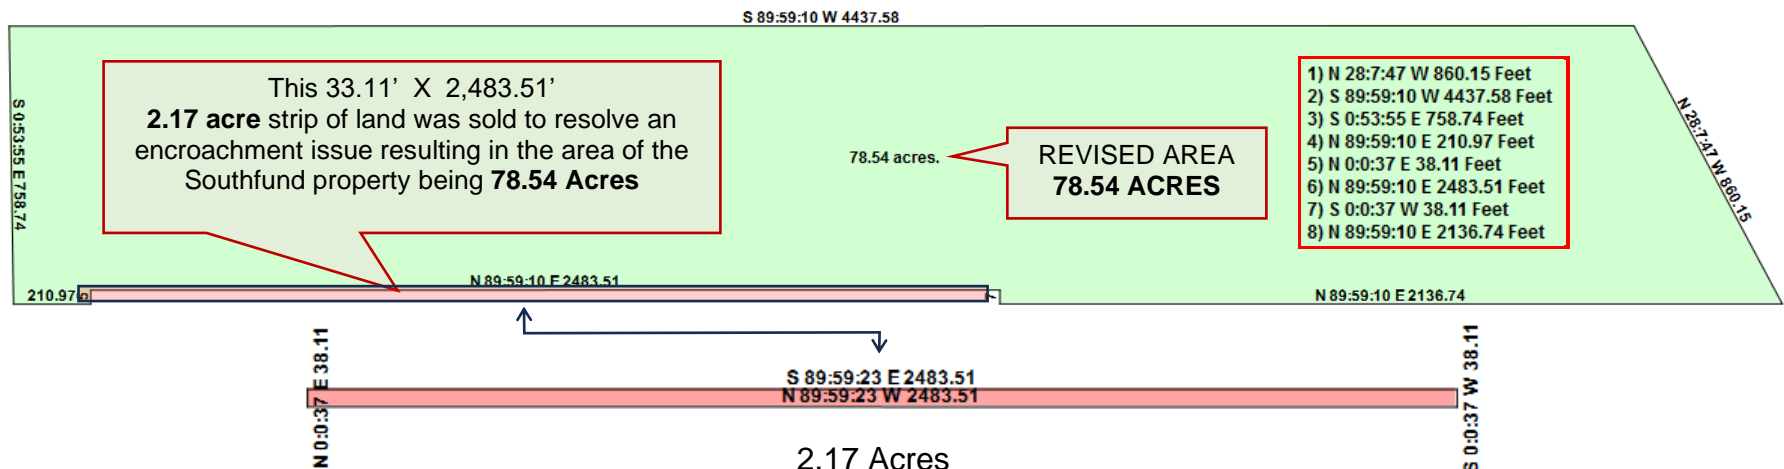 S 89:59:10 W 4437.58
This 33.11' X 2,483.51'
2.17 acre strip of land was sold to resolve an
encroachment issue resulting in the area of the
Southfund property being 78.54 Acres
S 0:53:55 E 758.74
78.54 acres.
REVISED AREA
78.54 ACRES
1) N 28:7:47 W 860.15 Feet
2) S 89:59:10 W 4437.58 Feet
3) S 0:53:55 E 758.74 Feet
4) N 89:59:10 E 210.97 Feet
5) N 0:0:37 E 38.11 Feet
6) N 89:59:10 E 2483.51 Feet
7) S 0:0:37 W 38.11 Feet
8) N 89:59:10 E 2136.74 Feet
N 28:7:47 W 860.15
N 89:59:10 E 2483.51
210.97
5
7
N 89:59:10 E 2136.74
N 0:0:37 E 38.11
S 89:59:23 E 2483.51
N 89:59:23 W 2483.51
S 0:0:37 W 38.11
2.17 Acres